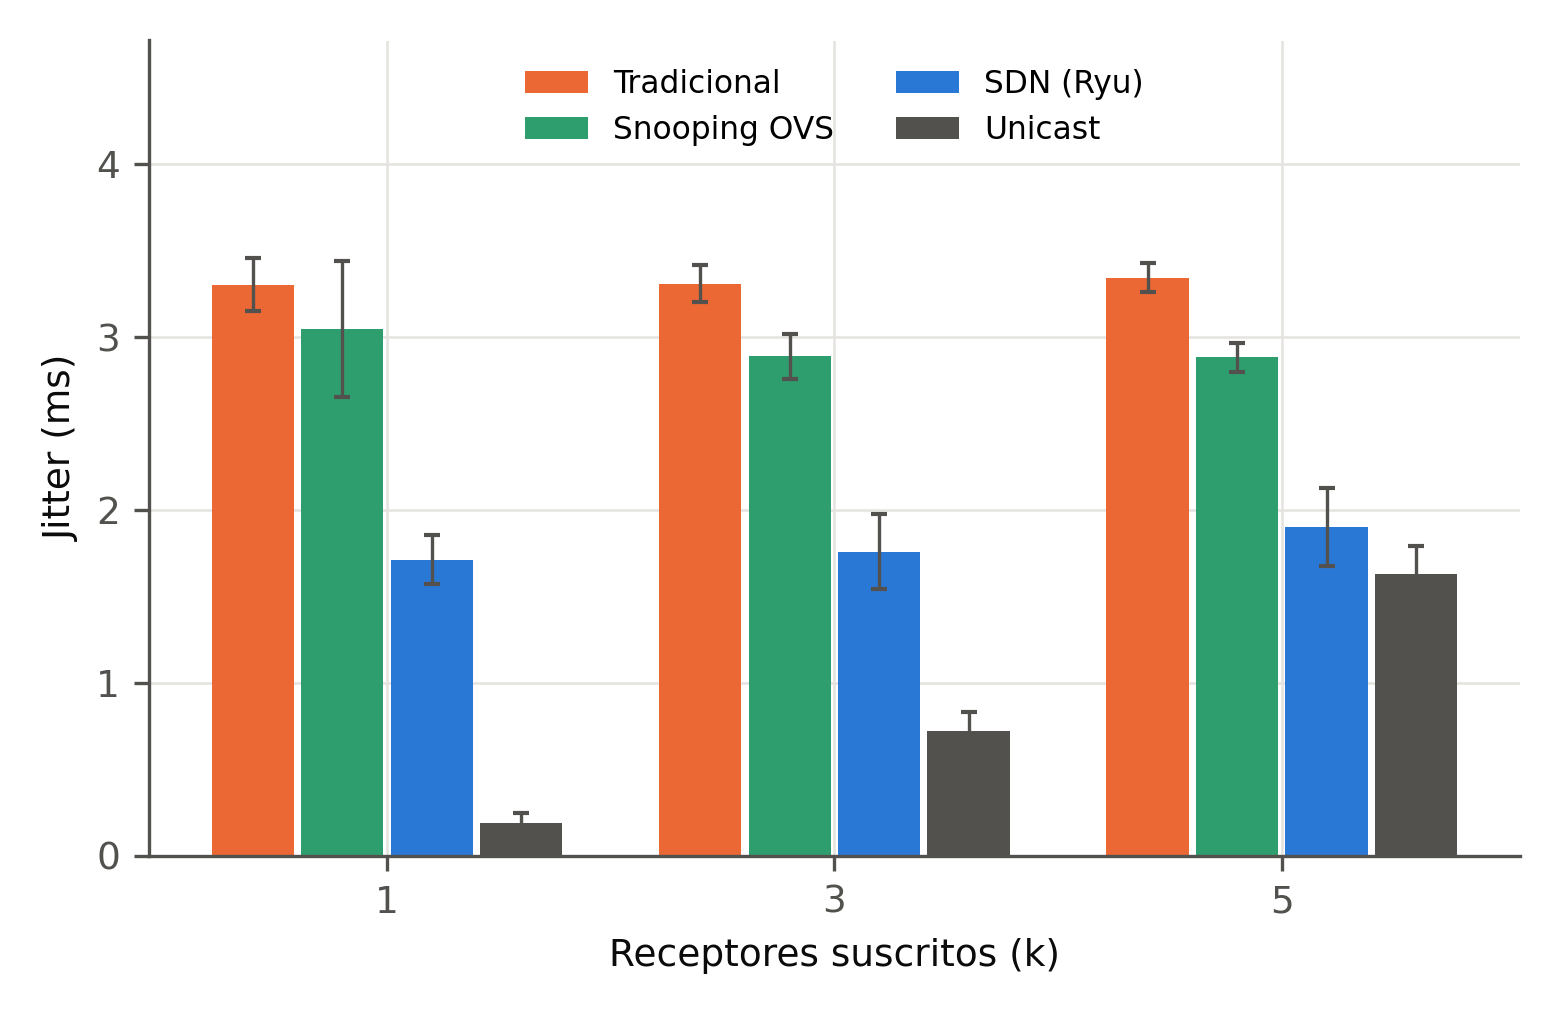 Tradicional
Snooping OVS
SDN (Ryu)
Unicast
Jitter (ms)
4
3
2
1
0
1 3 5
Receptores suscritos (k)